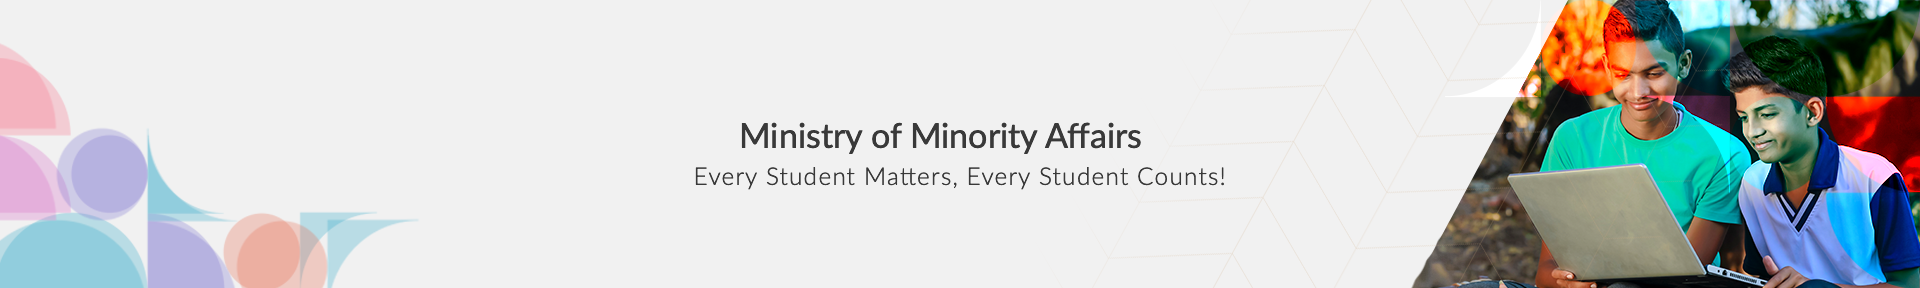 Ministry of Minority Affairs
Every Student Matters, Every Student Counts!